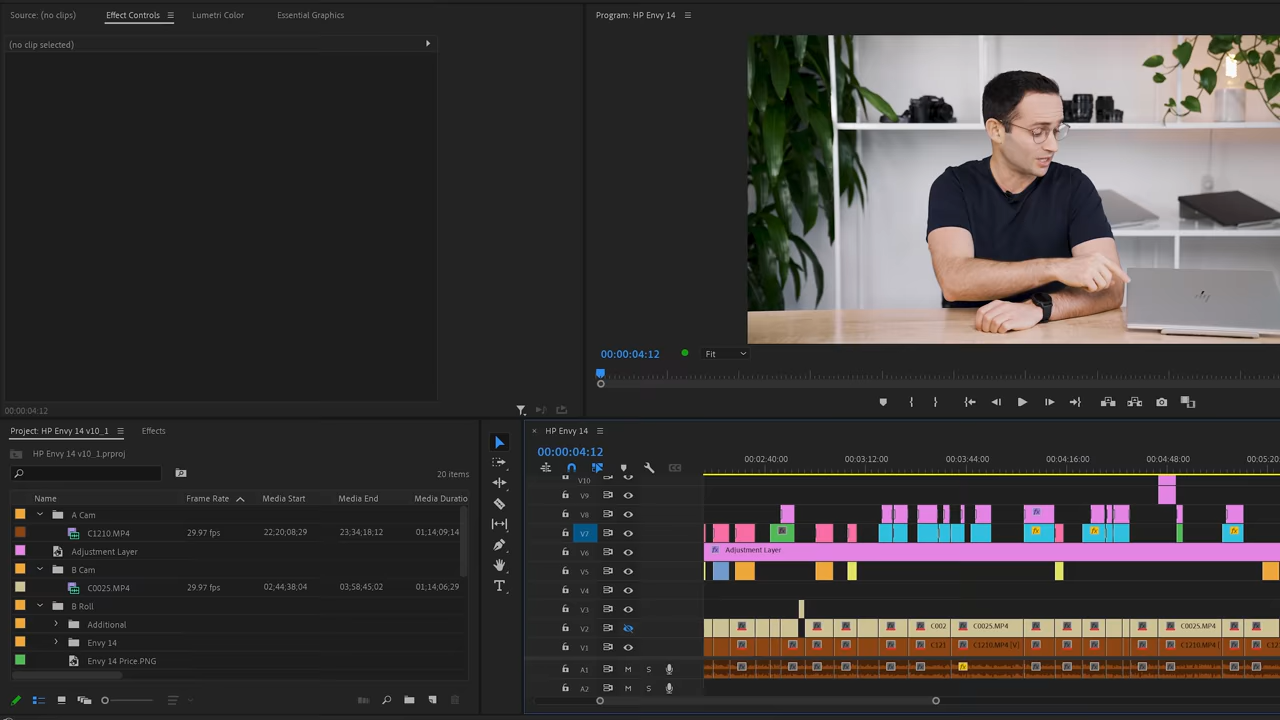 Source: (no clips)
Effect Controls
Lumetri Color
Essential Graphics
(no clip selected)
00:00:04:12
Program: HP Envy 14
00:00:04:12
Fit
Project: HP Envy 14 v10_1
Effects
HP Envy 14 v10_1.prproj
20 items
Name
Frame Rate
Media Start
Media End
Media Duratio
A Cam
C1210.MP4
29.97 fps
22;20;08;29
23;34;18;12
01;14;09;14
Adjustment Layer
B Cam
C0025.MP4
29.97 fps
02;44;38;04
03;58;45;02
01;14;06;29
B Roll
Additional
Envy 14
Envy 14 Price.PNG
HP Envy 14
00:00:04:12
00:02:40:00
00:03:12:00
00:03:44:00
00:04:16:00
00:04:48:00
00:05:20
V10
V9
V8
V7
V6
Adjustment Layer
V5
V4
V3
V2
C002
C0025.MP4
C0025.MP4
V1
C121
C1210.MP4 [V]
C1210.MP4 [
A1
M
S
A2
M
S